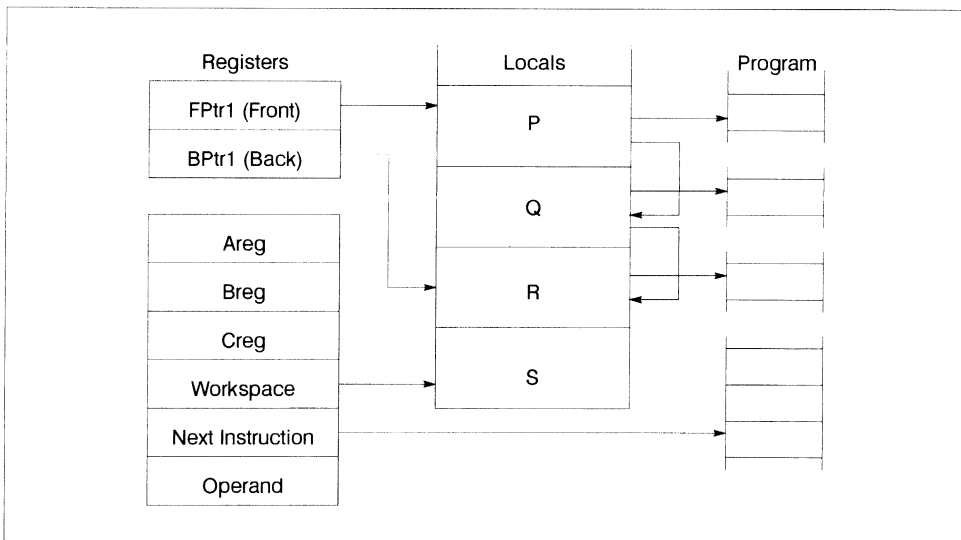 Registers
Locals
Program
FPtr1 (Front)
BPtr1 (Back)
P
Q
R
S
Areg
Breg
Creg
Workspace
Next Instruction
Operand